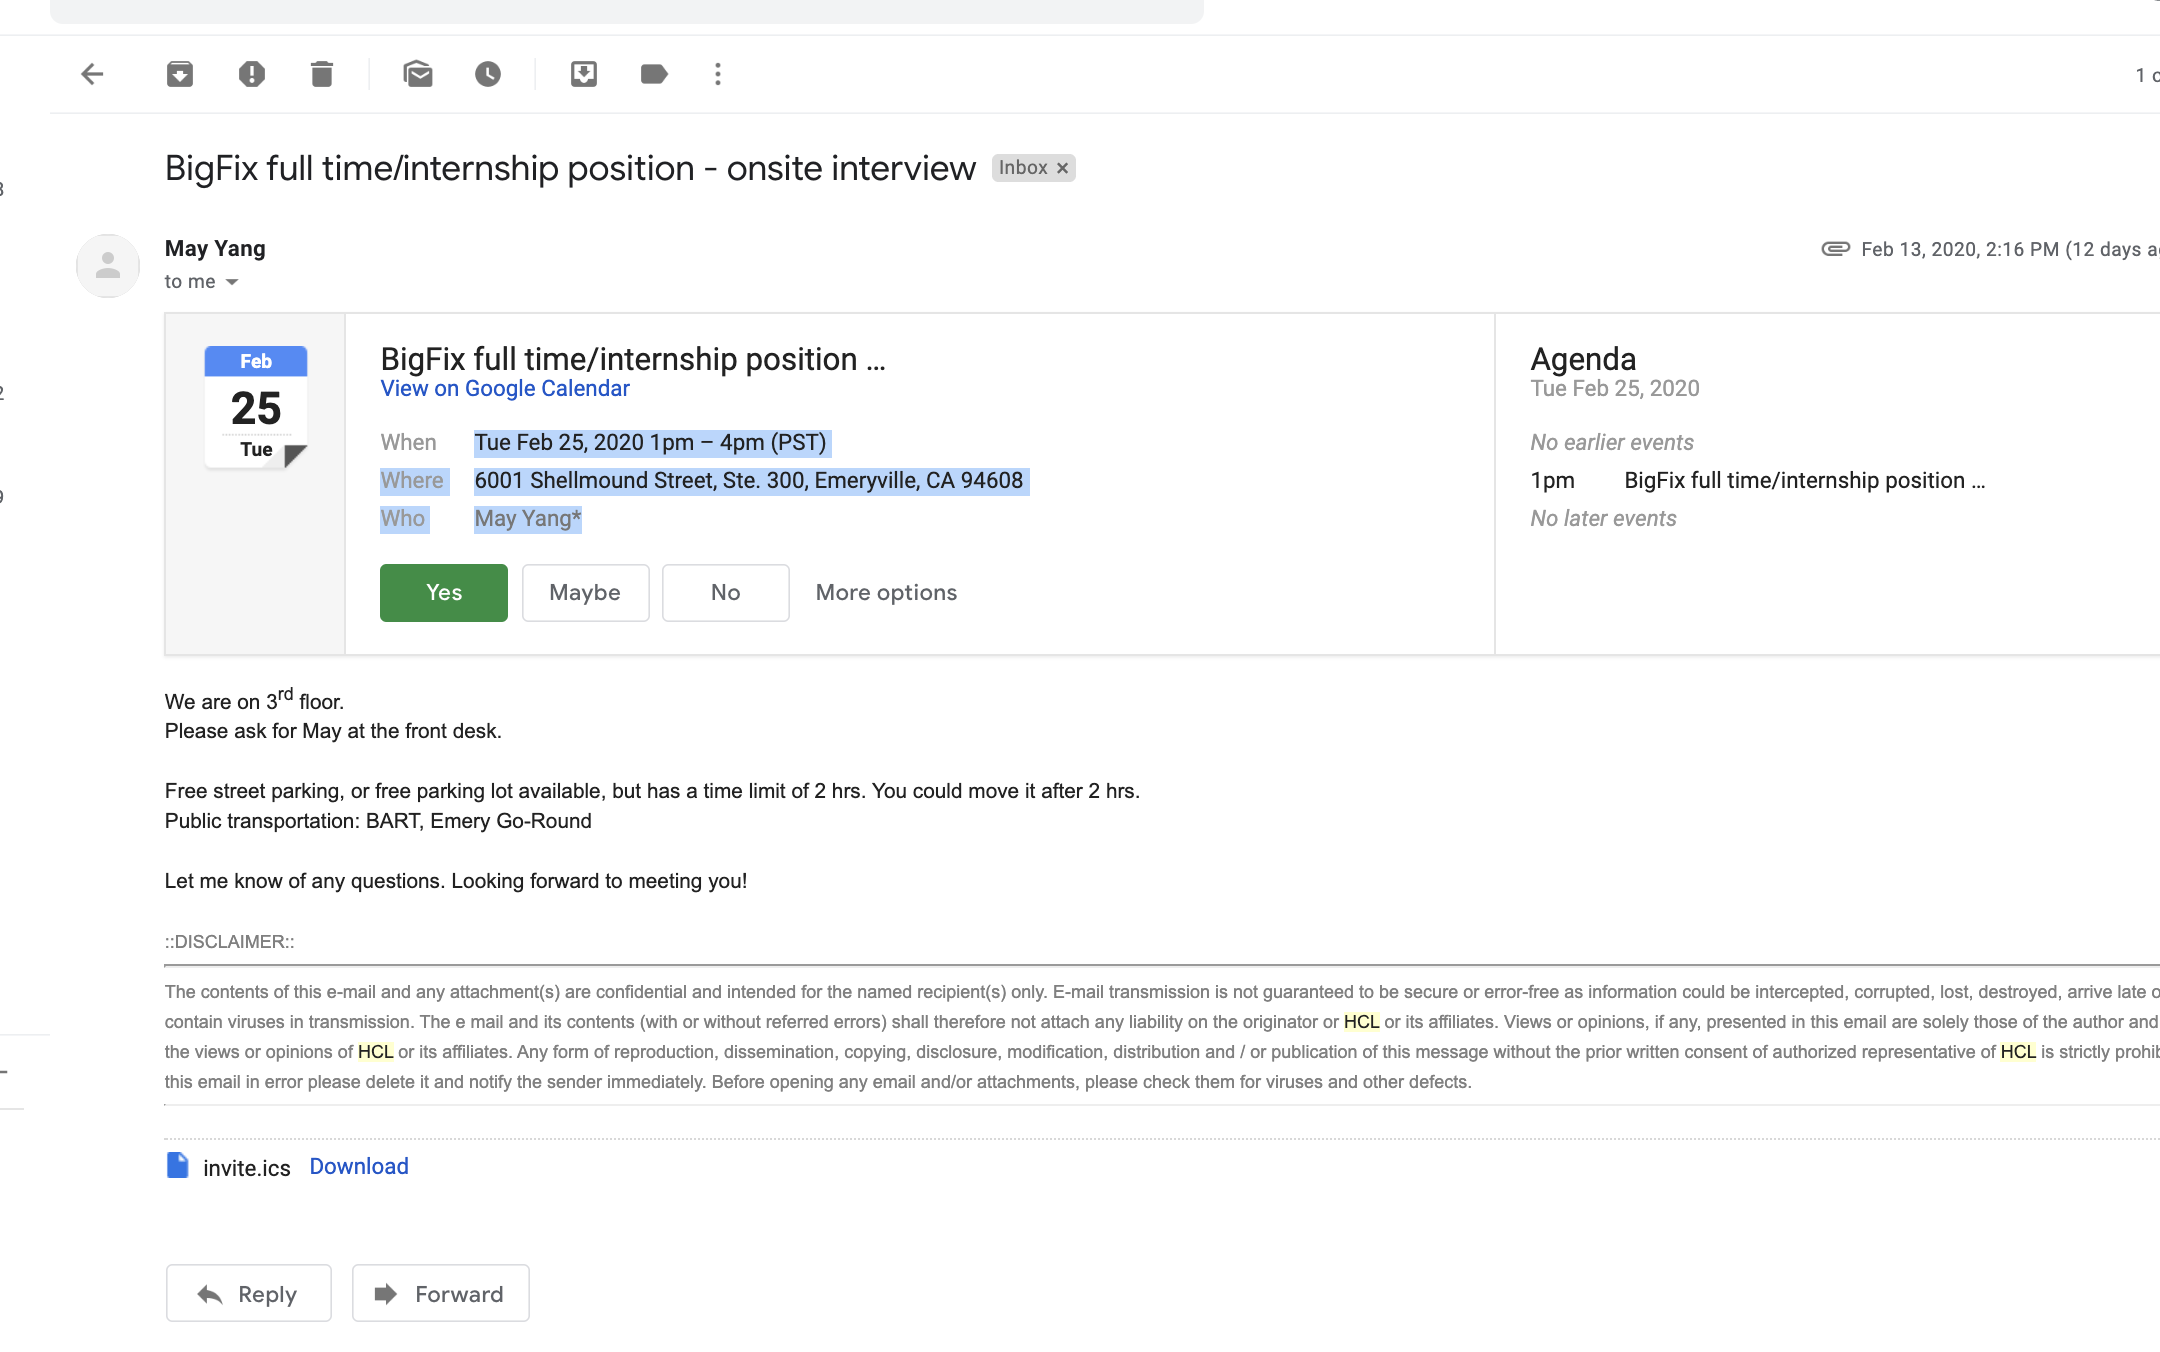 1 o
BigFix full time/internship position - onsite interview Inbox ×
May Yang
Feb 13, 2020, 2:16 PM (12 days ag
to me
Feb
25
Tue
BigFix full time/internship position ...
View on Google Calendar
When Tue Feb 25, 2020 1pm – 4pm (PST)
Where 6001 Shellmound Street, Ste. 300, Emeryville, CA 94608
Who May Yang*
Yes Maybe No More options
Agenda
Tue Feb 25, 2020
No earlier events
1pm BigFix full time/internship position ...
No later events
We are on 3rd floor.
Please ask for May at the front desk.
Free street parking, or free parking lot available, but has a time limit of 2 hrs. You could move it after 2 hrs.
Public transportation: BART, Emery Go-Round
Let me know of any questions. Looking forward to meeting you!
::DISCLAIMER::
The contents of this e-mail and any attachment(s) are confidential and intended for the named recipient(s) only. E-mail transmission is not guaranteed to be secure or error-free as information could be intercepted, corrupted, lost, destroyed, arrive late o
contain viruses in transmission. The e mail and its contents (with or without referred errors) shall therefore not attach any liability on the originator or HCL or its affiliates. Views or opinions, if any, presented in this email are solely those of the author and
the views or opinions of HCL or its affiliates. Any form of reproduction, dissemination, copying, disclosure, modification, distribution and / or publication of this message without the prior written consent of authorized representative of HCL is strictly prohib
this email in error please delete it and notify the sender immediately. Before opening any email and/or attachments, please check them for viruses and other defects.
invite.ics Download
Reply Forward